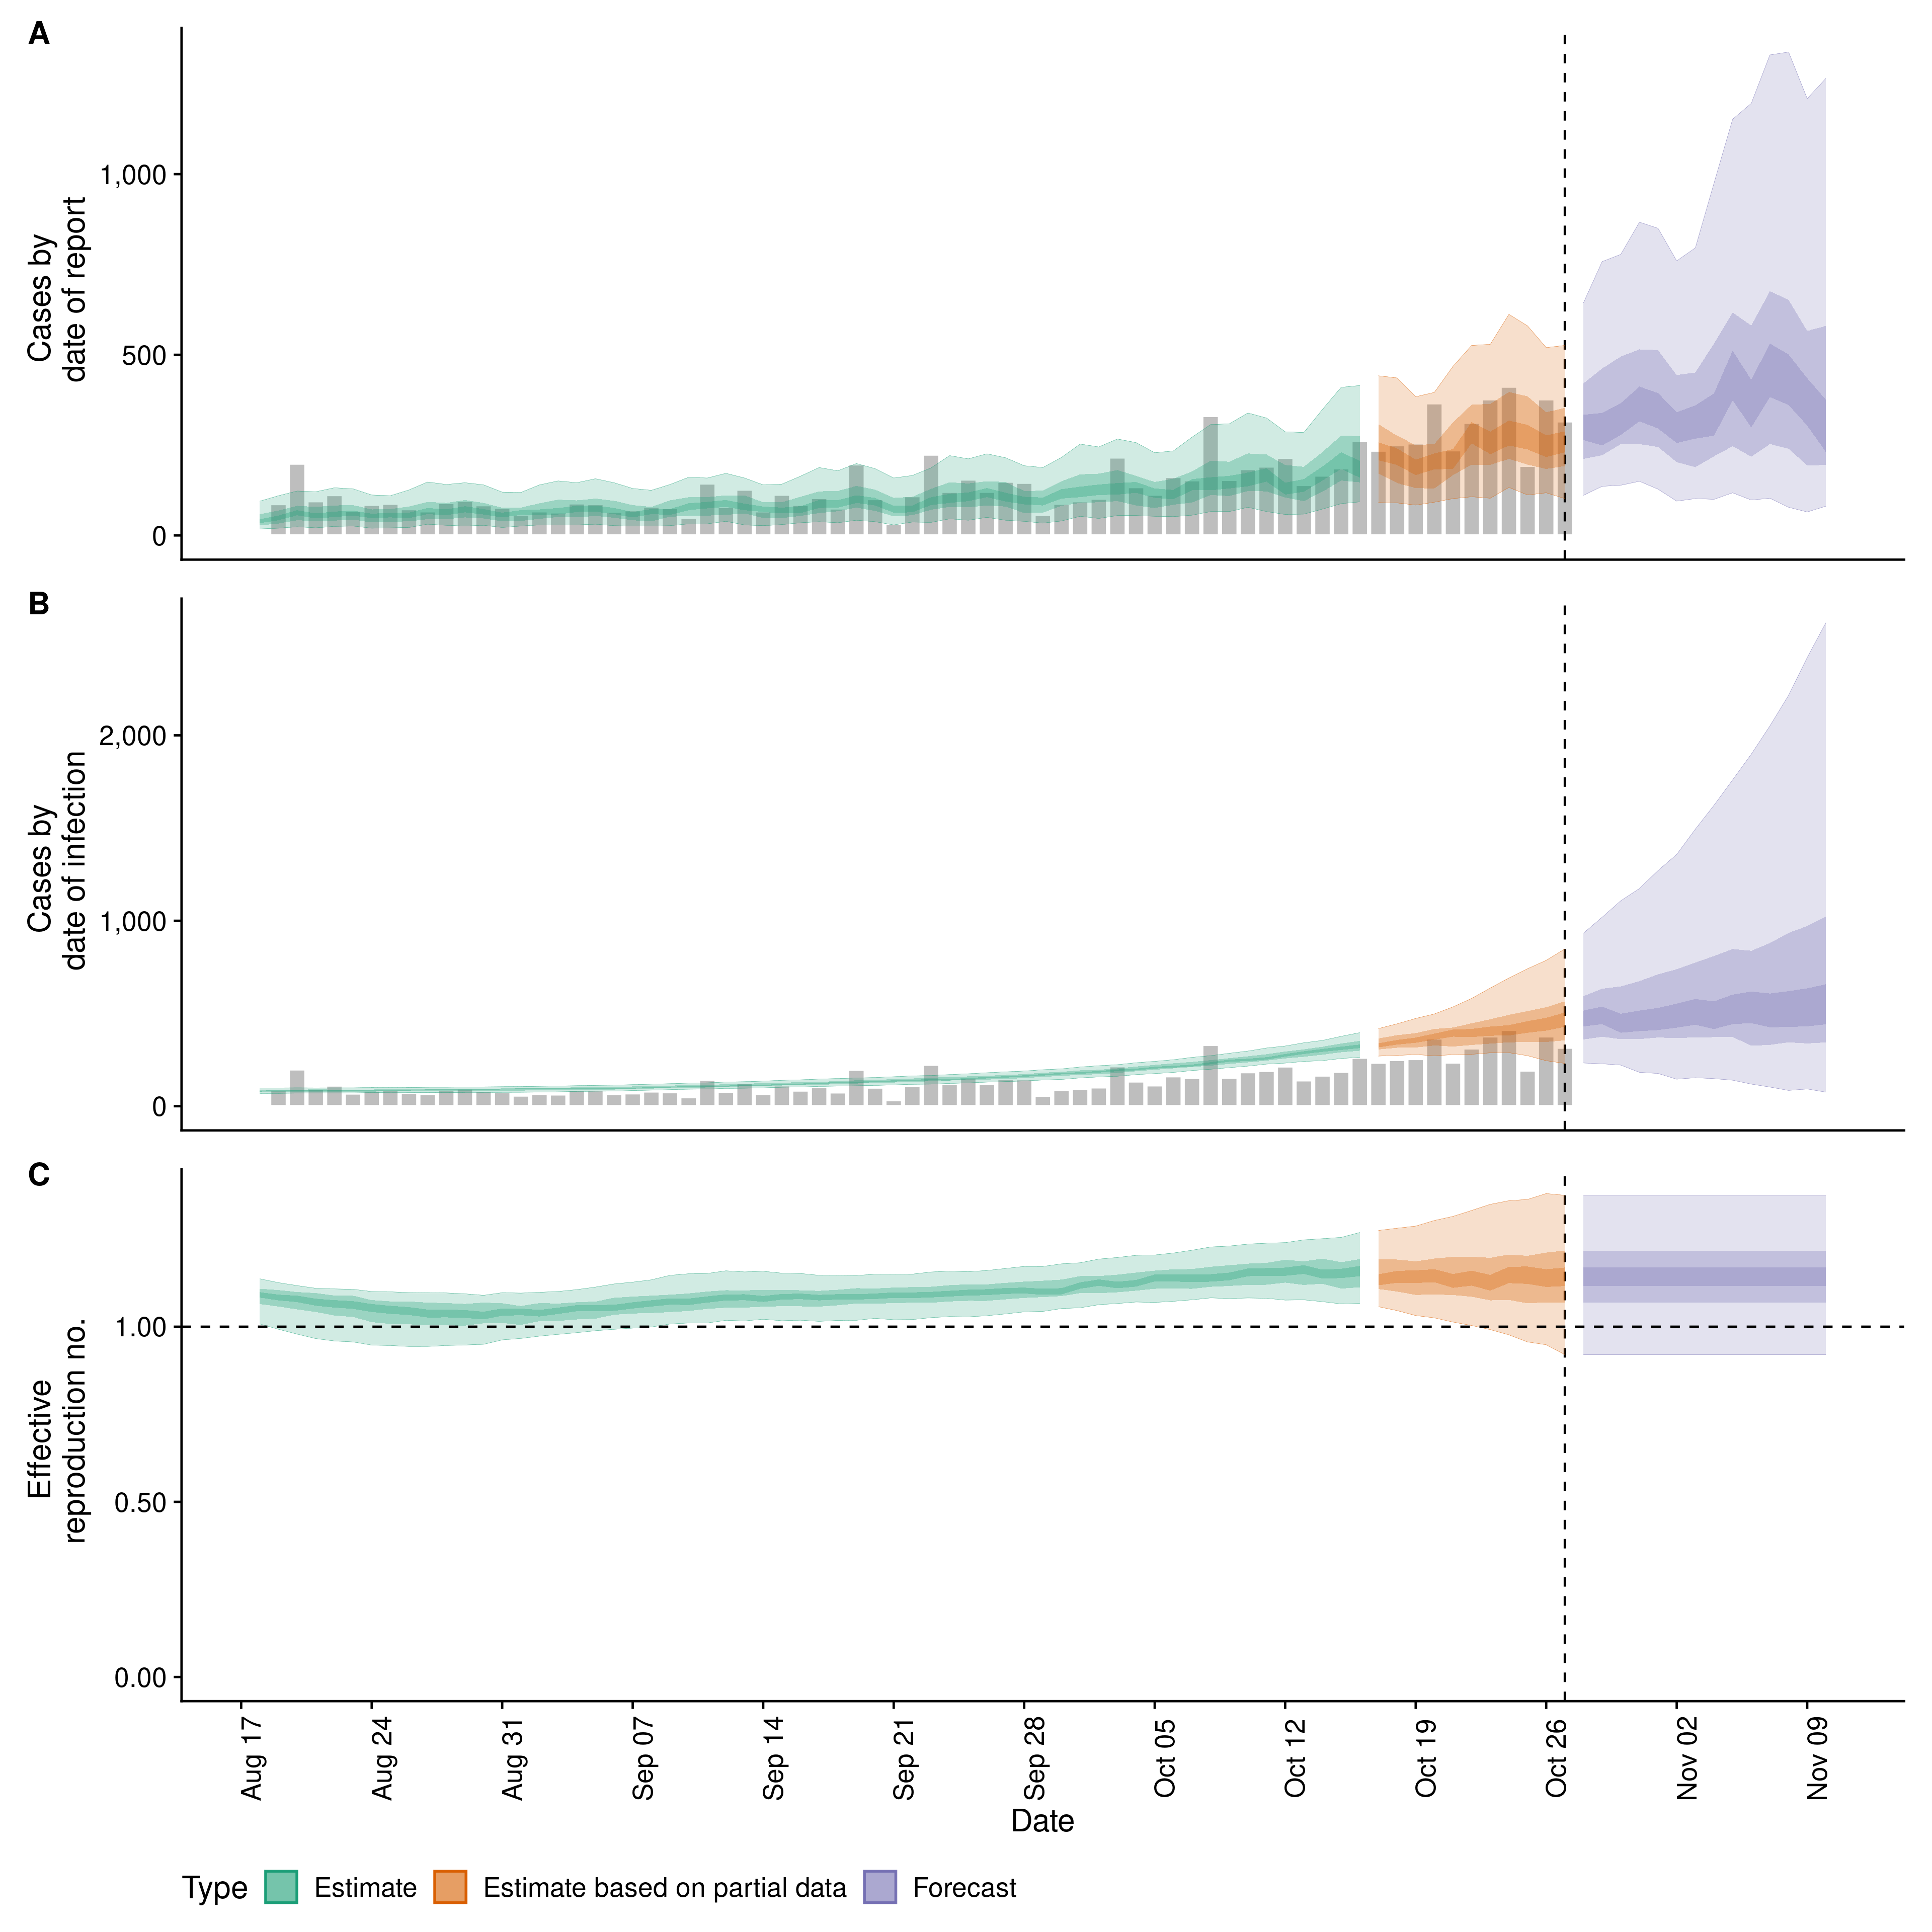 A
Cases by
date of report
1,000
500
0
B
Cases by
date of infection
2,000
1,000
0
C
Effective
reproduction no.
1.00
0.50
0.00
Aug 17
Aug 24
Aug 31
Sep 07
Sep 14
Sep 21
Sep 28
Oct 05
Oct 12
Oct 19
Oct 26
Nov 02
Nov 09
Date
Type Estimate Estimate based on partial data Forecast